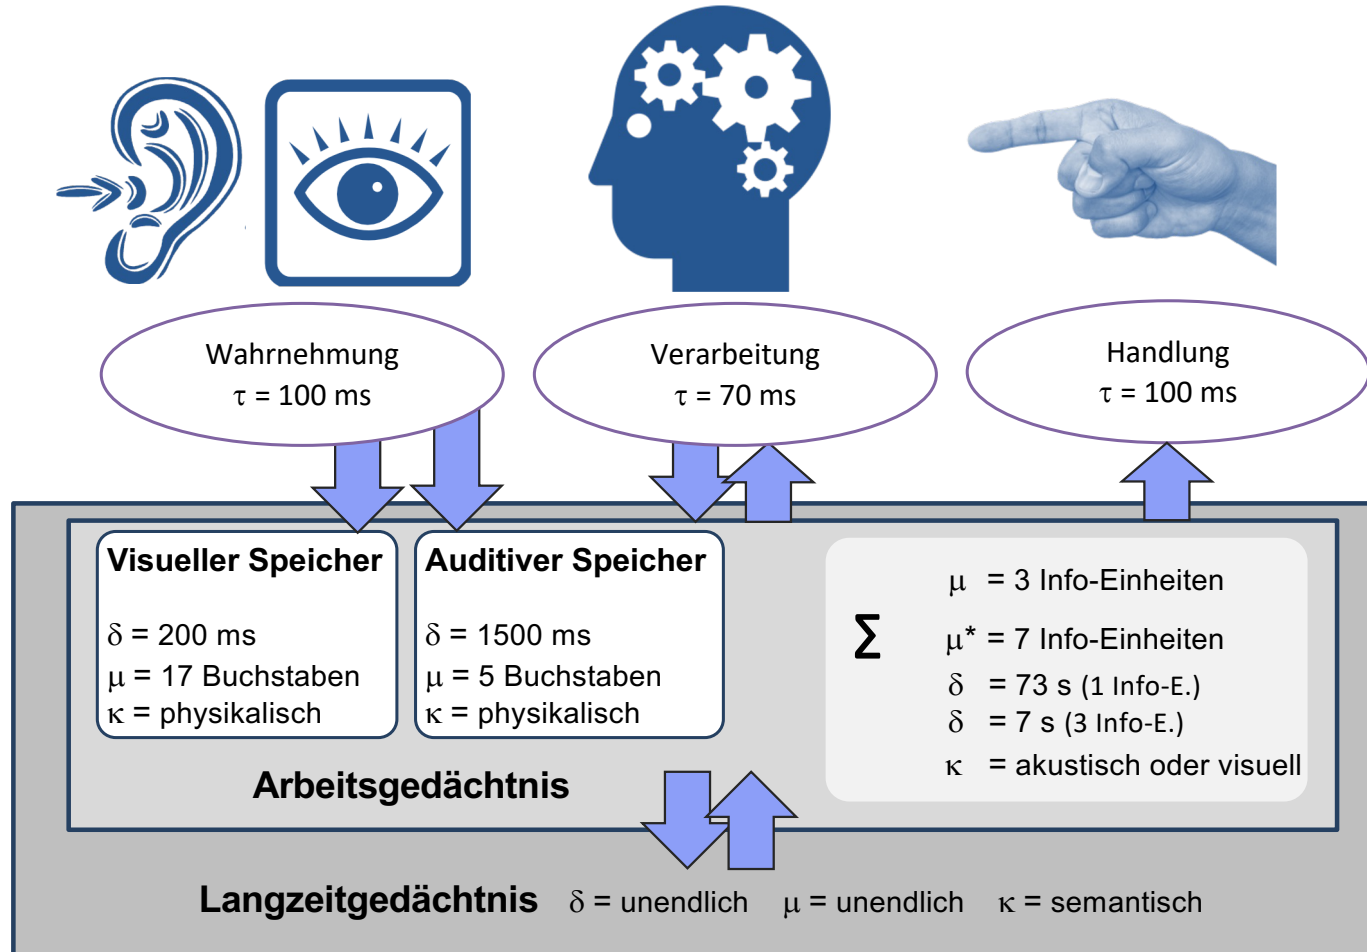 Wahrnehmung
τ = 100 ms
Verarbeitung
τ = 70 ms
Handlung
τ = 100 ms
Visueller Speicher
δ = 200 ms
μ = 17 Buchstaben
κ = physikalisch
Auditiver Speicher
δ = 1500 ms
μ = 5 Buchstaben
κ = physikalisch
Σ
μ = 3 Info-Einheiten
μ* = 7 Info-Einheiten
δ = 73 s (1 Info-E.)
δ = 7 s (3 Info-E.)
κ = akustisch oder visuell
Arbeitsgedächtnis
Langzeitgedächtnis δ = unendlich μ = unendlich κ = semantisch